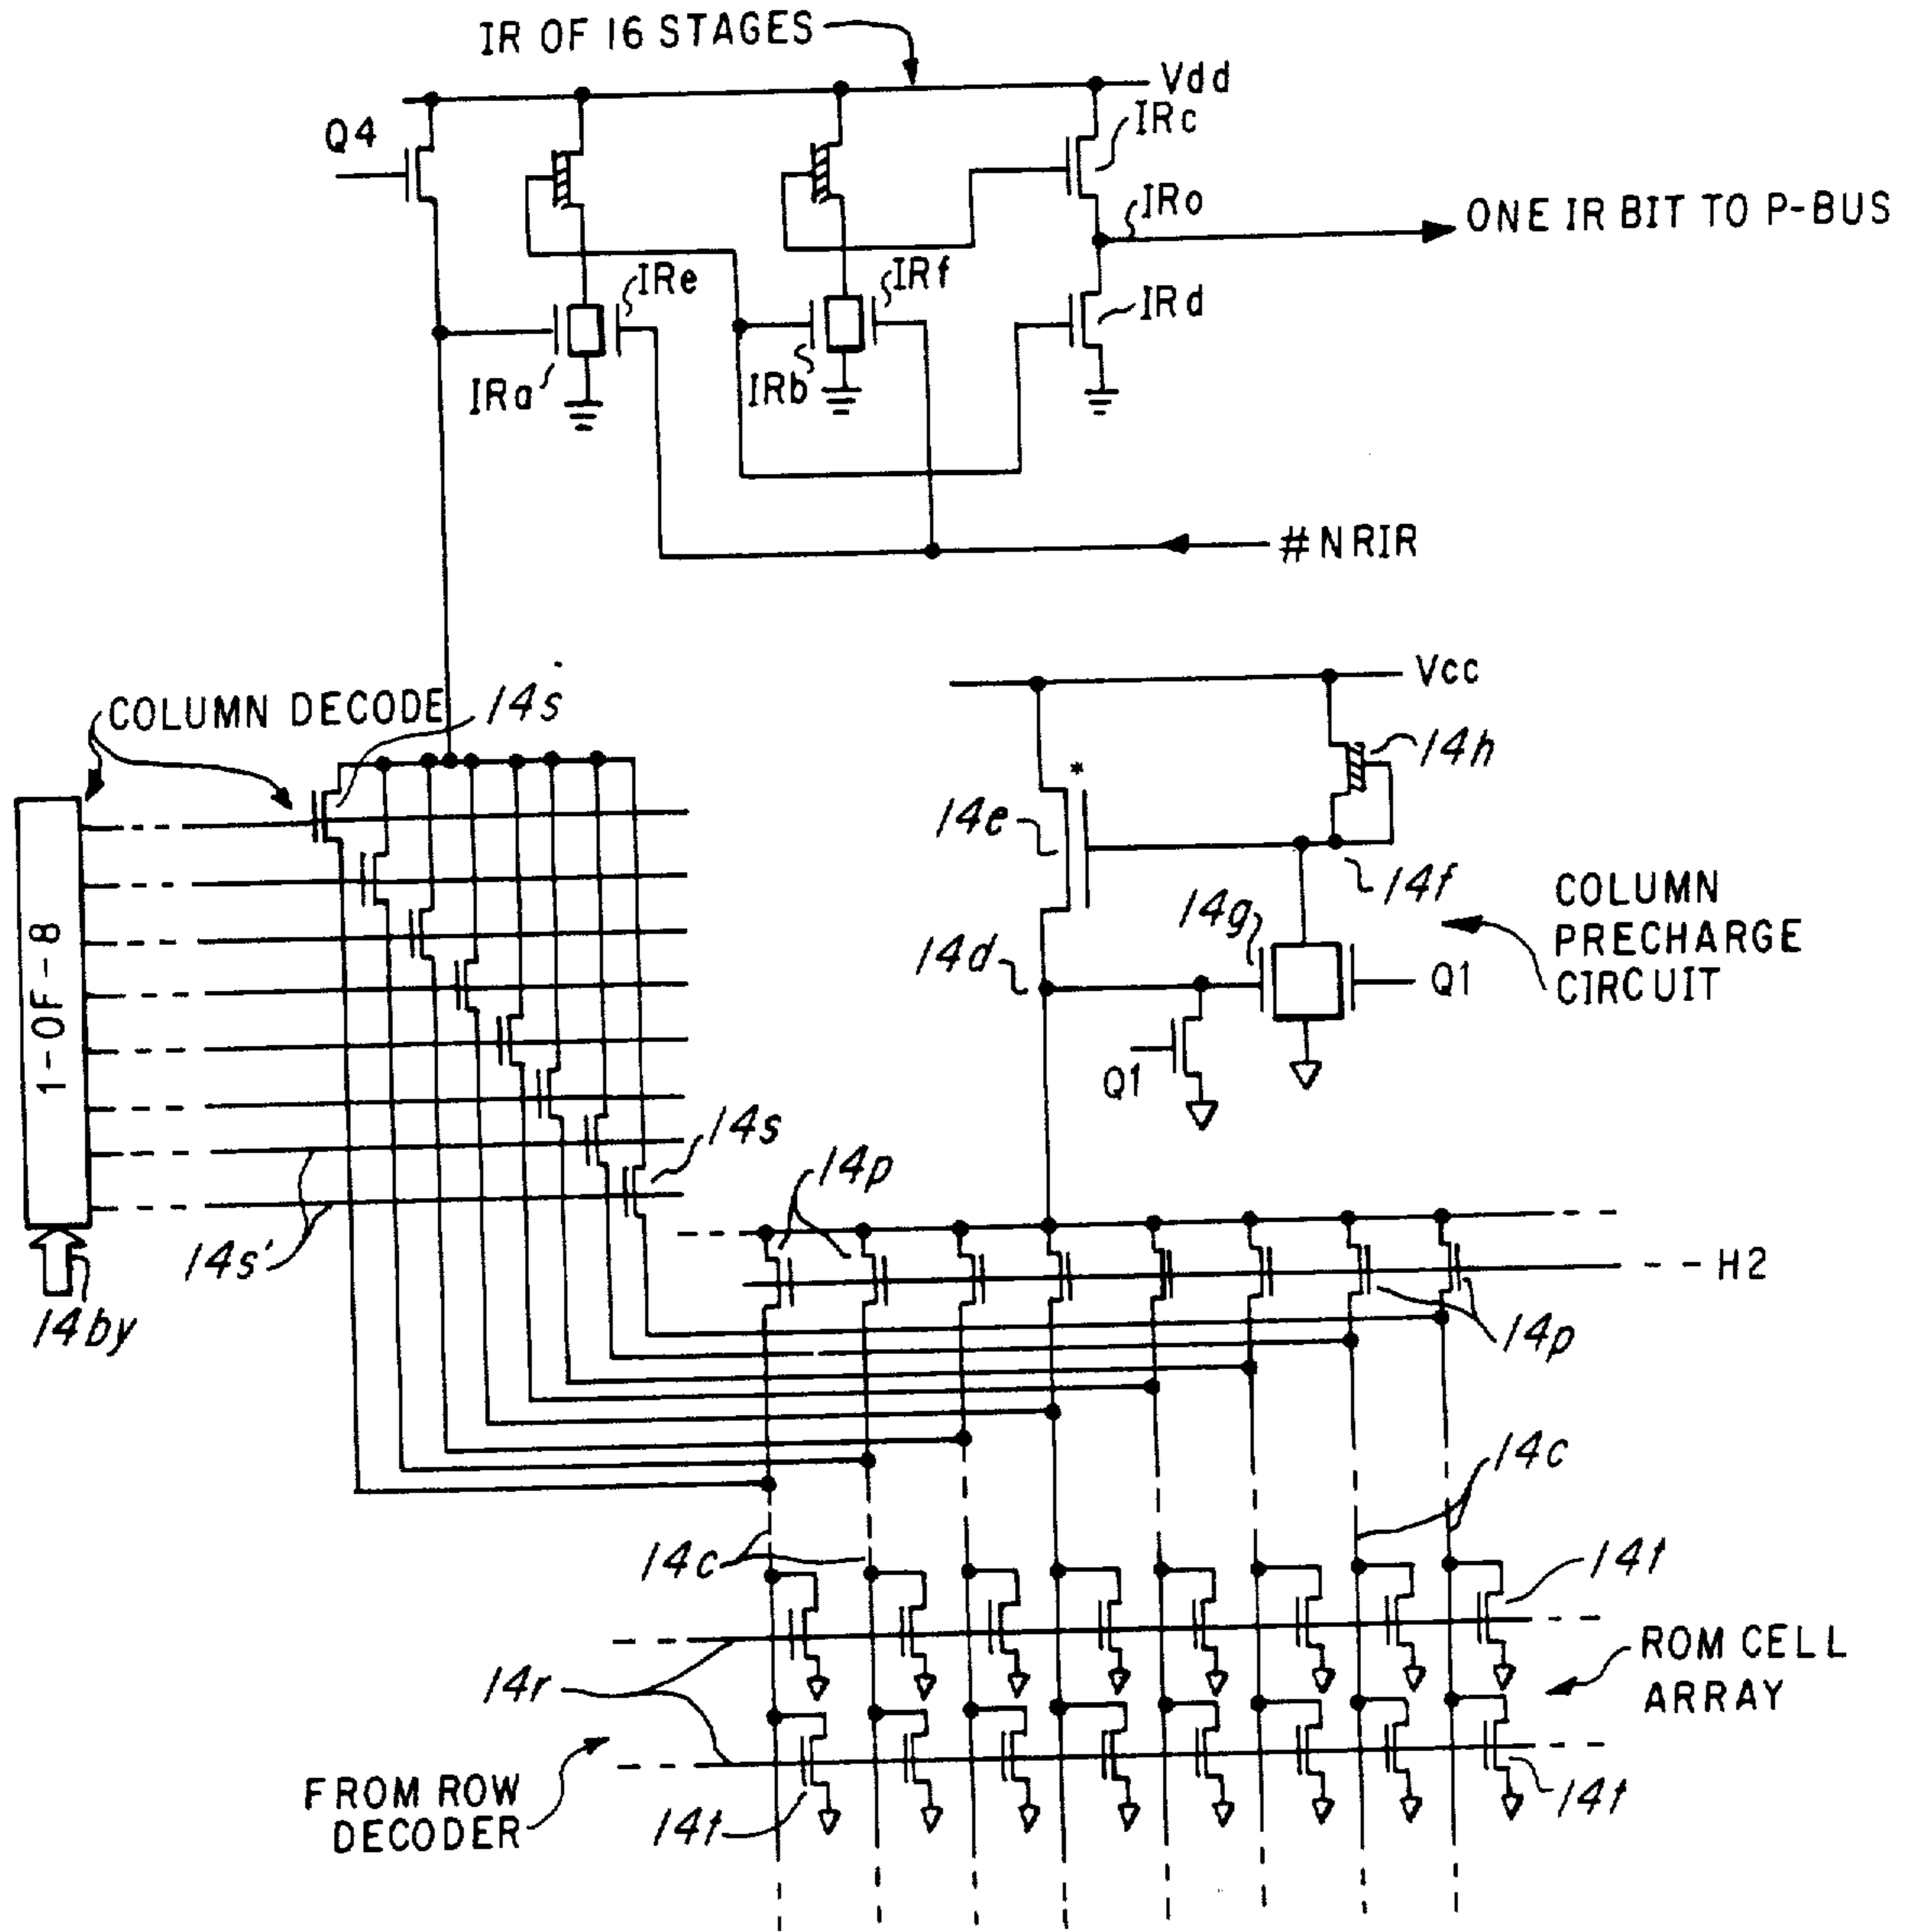 IR OF 16 STAGES
Vdd
Q4
IRc
IRo
ONE IR BIT TO P-BUS
IRe
IRf
IRd
IRa
IRb
#NRIR
Vcc
COLUMN DECODE
14s
14h
*
14e
14f
COLUMN
PRECHARGE
CIRCUIT
14g
14d
Q1
1-OF-8
Q1
14s
14p
14s'
H2
14by
14p
14c
14c
14t
ROM CELL
ARRAY
14r
FROM ROW
DECODER
14t
14t